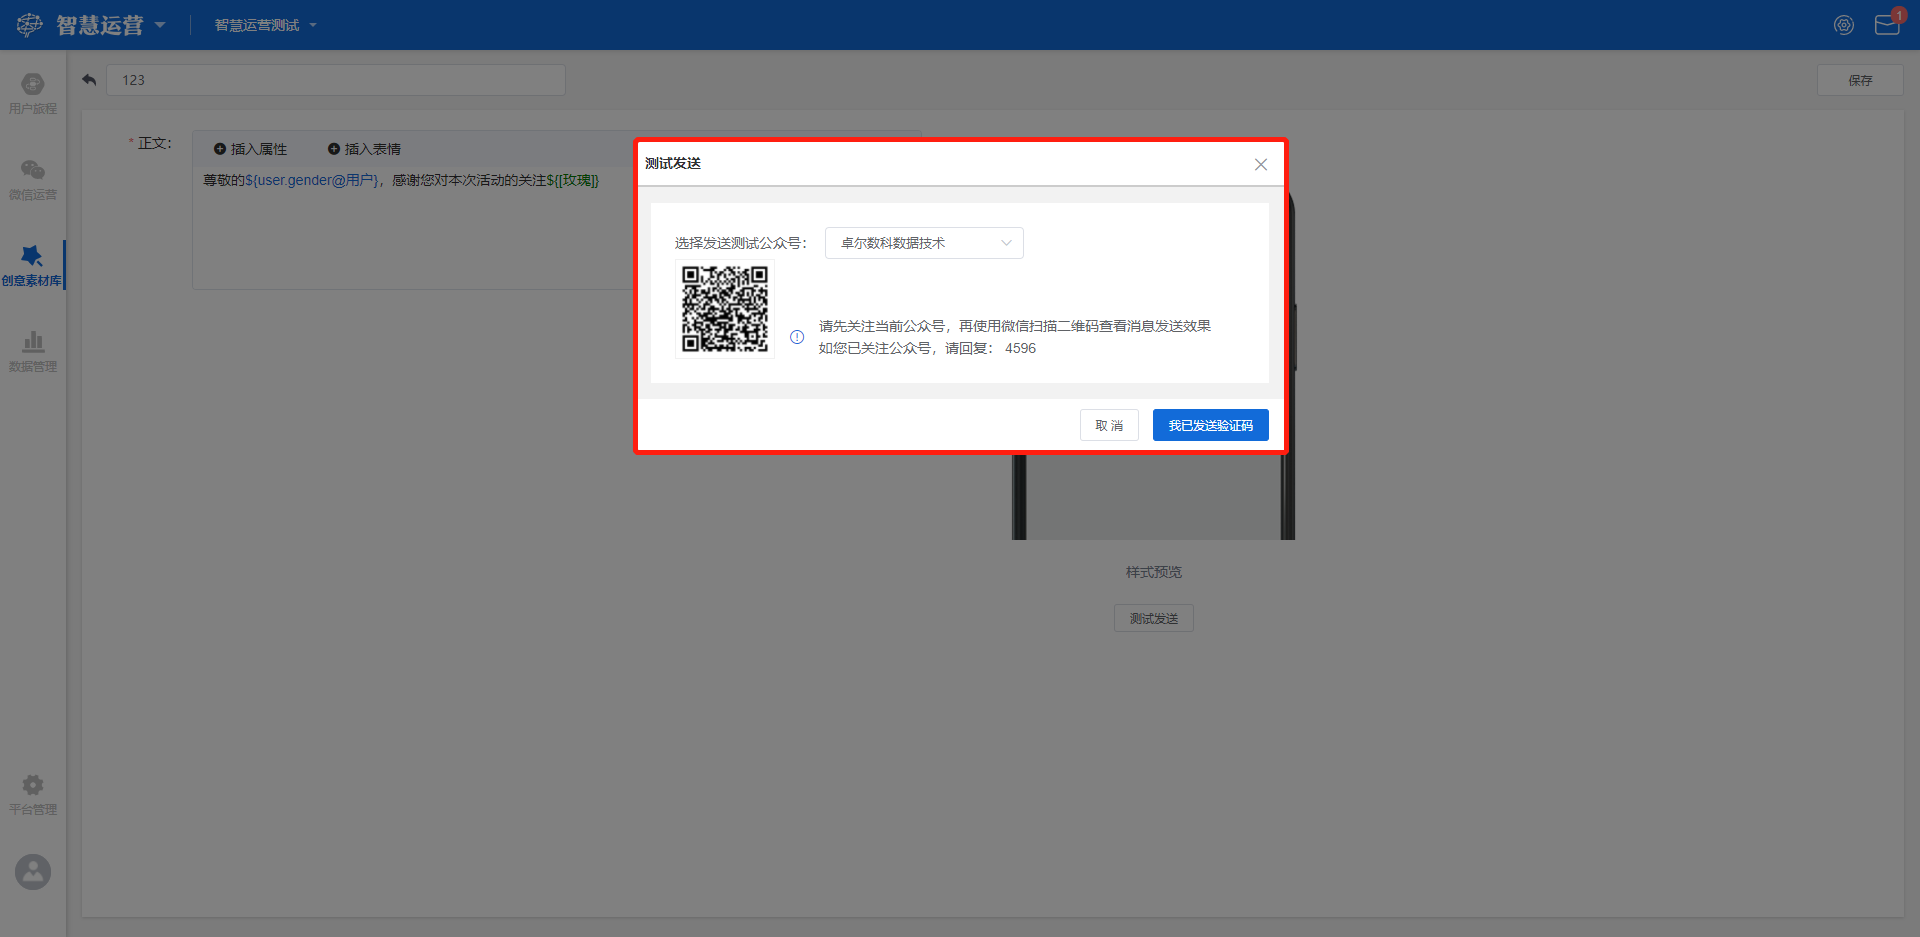 智慧运营
智慧运营测试
1
用户旅程
微信运营
创意素材库
数据管理
平台管理
123
保存
* 正文：
插入属性
插入表情
尊敬的${user.gender@用户}，感谢您对本次活动的关注${[玫瑰]}
测试发送
选择发送测试公众号：
卓尔数科数据技术
请先关注当前公众号，再使用微信扫描二维码查看消息发送效果
如您已关注公众号，请回复： 4596
取 消
我已发送验证码
样式预览
测试发送